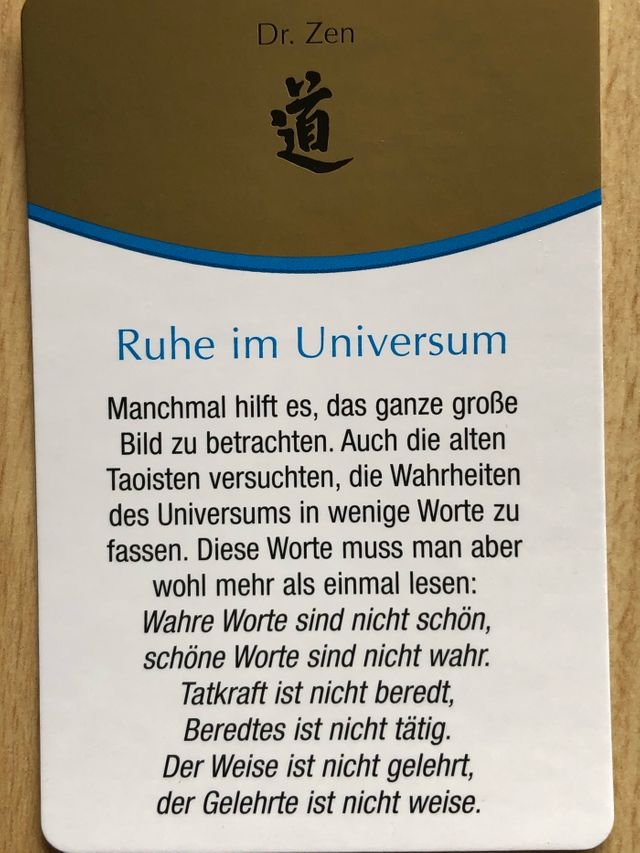 Dr. Zen
道
Ruhe im Universum
Manchmal hilft es, das ganze große
Bild zu betrachten. Auch die alten
Taoisten versuchten, die Wahrheiten
des Universums in wenige Worte zu
fassen. Diese Worte muss man aber
wohl mehr als einmal lesen:
Wahre Worte sind nicht schön,
schöne Worte sind nicht wahr.
Tatkraft ist nicht beredt,
Beredtes ist nicht tätig.
Der Weise ist nicht gelehrt,
der Gelehrte ist nicht weise.